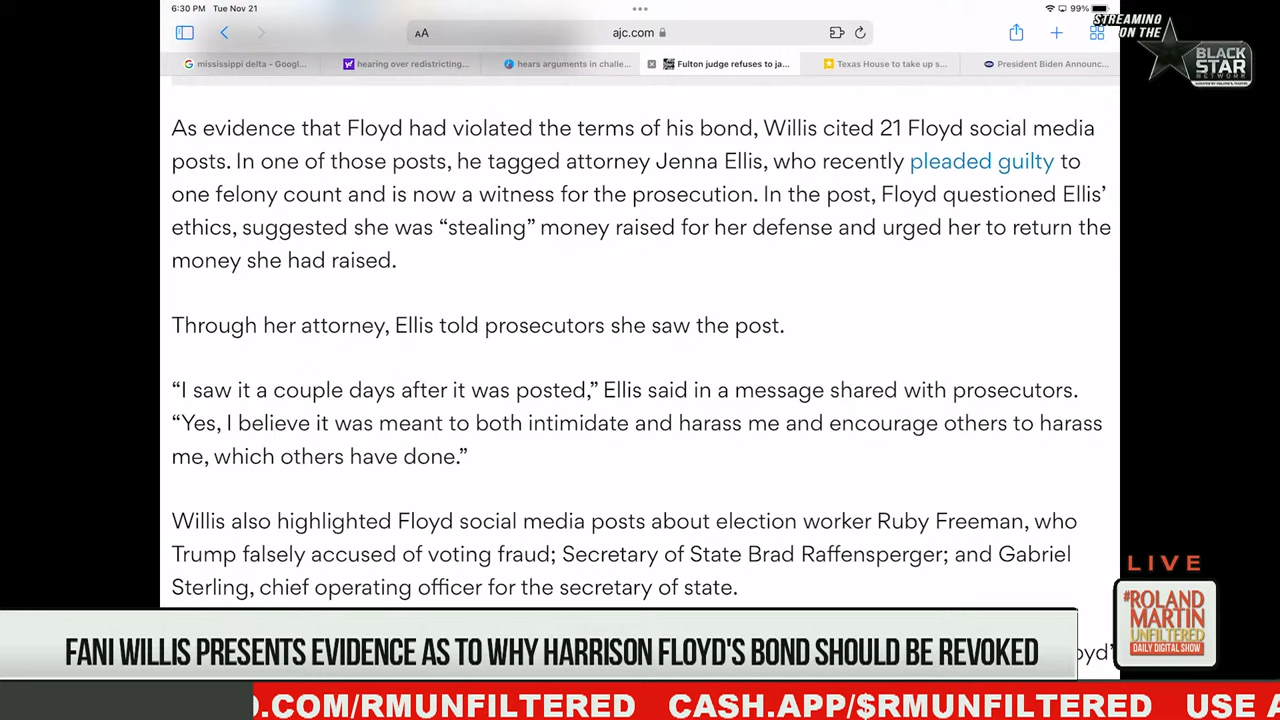 6:30 PM Tue Nov 21
99%
STREAMING
ON THE
BLACK
STAR
NETWORK
AA
ajc.com
mississippi delta - Googl...
hearing over redistricting...
hears arguments in challe...
Fulton judge refuses to ja...
Texas House to take up s...
President Biden Announc...
As evidence that Floyd had violated the terms of his bond, Willis cited 21 Floyd social media
posts. In one of those posts, he tagged attorney Jenna Ellis, who recently pleaded guilty to
one felony count and is now a witness for the prosecution. In the post, Floyd questioned Ellis’
ethics, suggested she was “stealing” money raised for her defense and urged her to return the
money she had raised.
Through her attorney, Ellis told prosecutors she saw the post.
“I saw it a couple days after it was posted,” Ellis said in a message shared with prosecutors.
“Yes, I believe it was meant to both intimidate and harass me and encourage others to harass
me, which others have done.”
Willis also highlighted Floyd social media posts about election worker Ruby Freeman, who
Trump falsely accused of voting fraud; Secretary of State Brad Raffensperger; and Gabriel
Sterling, chief operating officer for the secretary of state.
oyd’
LIVE
#ROLAND
MARTIN
UNFILTERED
DAILY DIGITAL SHOW
FANI WILLIS PRESENTS EVIDENCE AS TO WHY HARRISON FLOYD'S BOND SHOULD BE REVOKED
D.COM/RMUNFILTERED CASH.APP/$RMUNFILTERED USE A